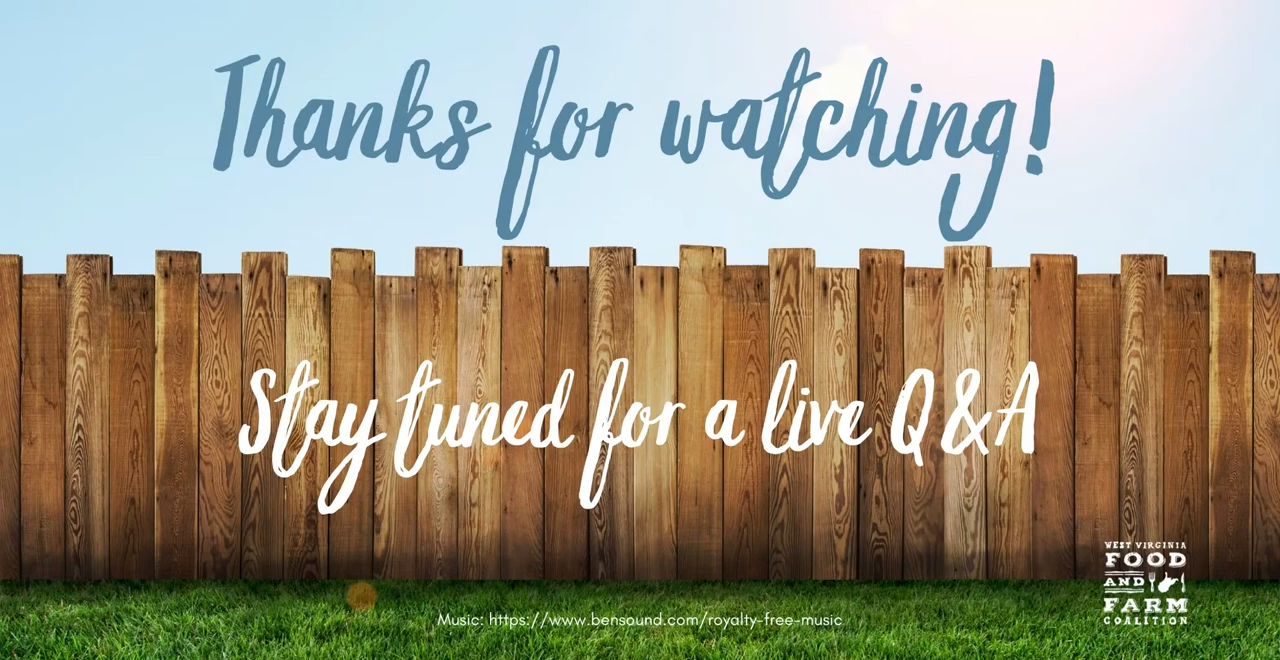 Thanks for watching!
Stay tuned for a live Q&A
WEST VIRGINIA
FOOD
AND
FARM
COALITION
Music: https://www.bensound.com/royalty-free-music